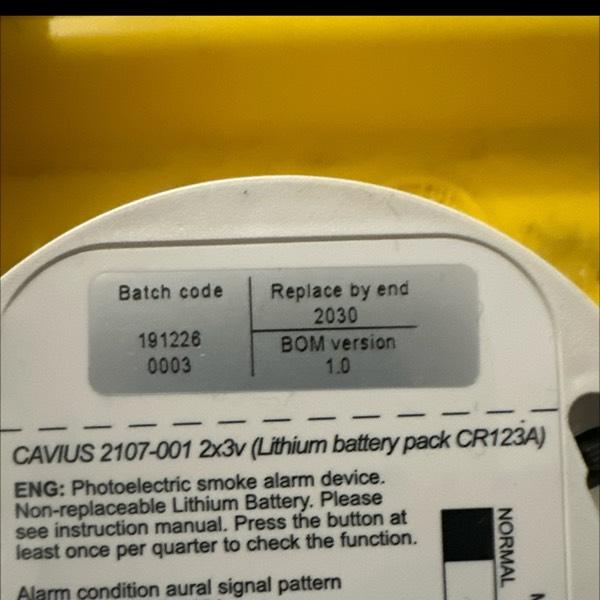 Batch code
191226
0003
Replace by end
2030
BOM version
1.0
CAVIUS 2107-001 2x3v (Lithium battery pack CR123A)
ENG: Photoelectric smoke alarm device.
Non-replaceable Lithium Battery. Please
see instruction manual. Press the button at
least once per quarter to check the function.
Alarm condition aural signal pattern
NORMAL